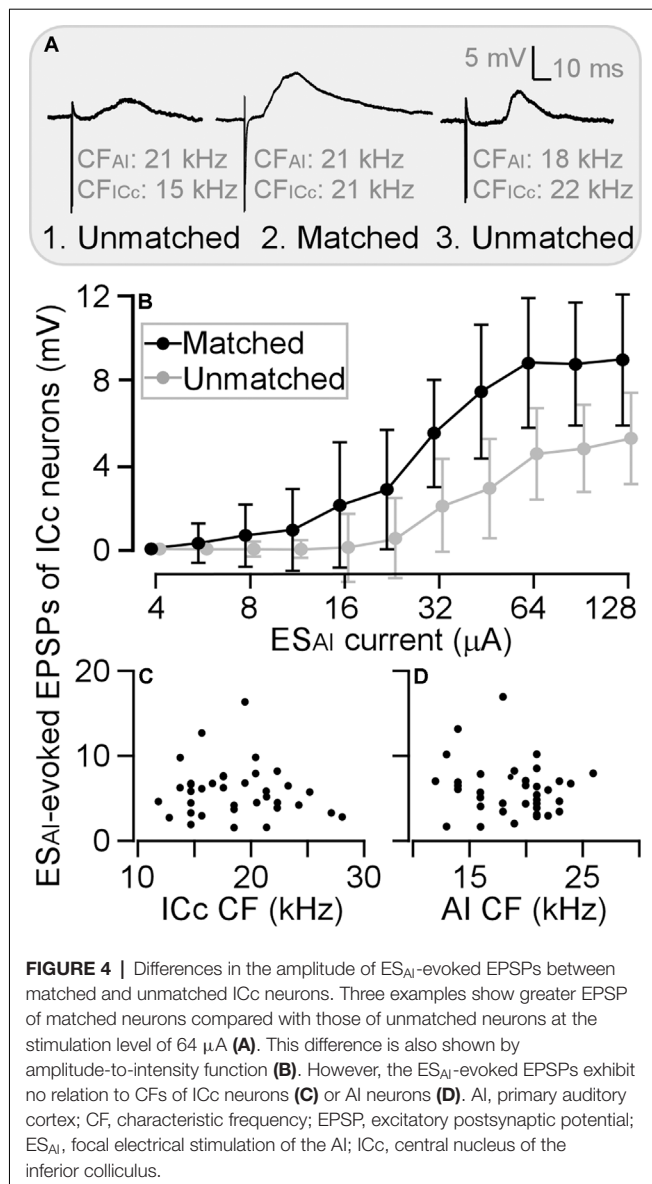 A
5 mV
10 ms
CFAI: 21 kHz
CFICc: 15 kHz
CFAI: 21 kHz
CFICc: 21 kHz
CFAI: 18 kHz
CFICc: 22 kHz
1. Unmatched
2. Matched
3. Unmatched
ESAI-evoked EPSPs of ICc neurons (mV)
B
12
8
4
0
Matched
Unmatched
4 8 16 32 64 128
ESAI current (μA)
C
20
10
0
10 20 30
ICc CF (kHz)
D
15 25
AI CF (kHz)
FIGURE 4 | Differences in the amplitude of ESAI-evoked EPSPs between
matched and unmatched ICc neurons. Three examples show greater EPSP
of matched neurons compared with those of unmatched neurons at the
stimulation level of 64 μA (A). This difference is also shown by
amplitude-to-intensity function (B). However, the ESAI-evoked EPSPs exhibit
no relation to CFs of ICc neurons (C) or AI neurons (D). AI, primary auditory
cortex; CF, characteristic frequency; EPSP, excitatory postsynaptic potential;
ESAI, focal electrical stimulation of the AI; ICc, central nucleus of the
inferior colliculus.